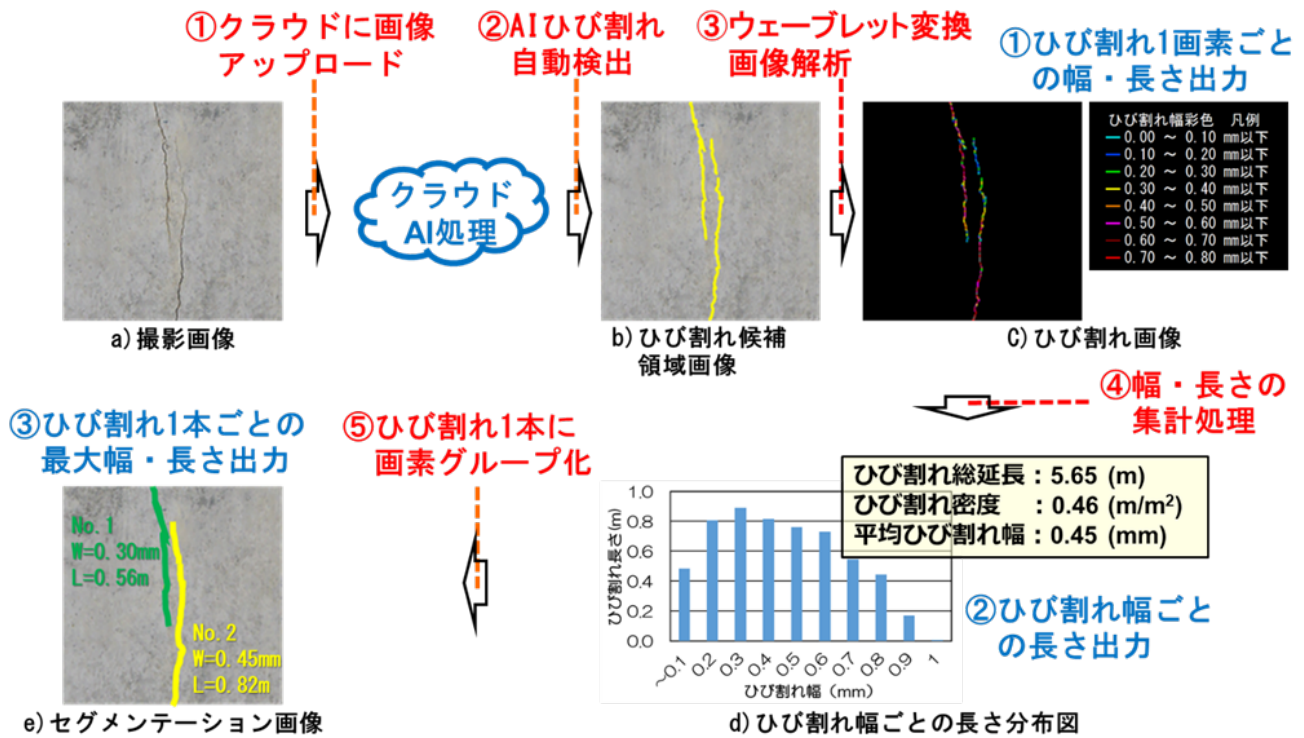 ①クラウドに画像
アップロード
②AIひび割れ
自動検出
③ウェーブレット変換
画像解析
①ひび割れ1画素ごと
の幅・長さ出力
クラウド
AI処理
ひび割れ幅彩色 凡例
0.00 ～ 0.10 mm以下
0.10 ～ 0.20 mm以下
0.20 ～ 0.30 mm以下
0.30 ～ 0.40 mm以下
0.40 ～ 0.50 mm以下
0.50 ～ 0.60 mm以下
0.60 ～ 0.70 mm以下
0.70 ～ 0.80 mm以下
a)撮影画像
b)ひび割れ候補
領域画像
C)ひび割れ画像
④幅・長さの
集計処理
③ひび割れ1本ごとの
最大幅・長さ出力
⑤ひび割れ1本に
画素グループ化
ひび割れ総延長：5.65 (m)
ひび割れ密度 ：0.46 (m/m²)
平均ひび割れ幅：0.45 (mm)
No.1
W=0.30mm
L=0.56m
No.2
W=0.45mm
L=0.82m
ひび割れ長さ(m)
1.0
0.8
0.6
0.4
0.2
0.0
～0.1 0.2 0.3 0.4 0.5 0.6 0.7 0.8 0.9 1
ひび割れ幅（mm）
②ひび割れ幅ごと
の長さ出力
e)セグメンテーション画像
d)ひび割れ幅ごとの長さ分布図